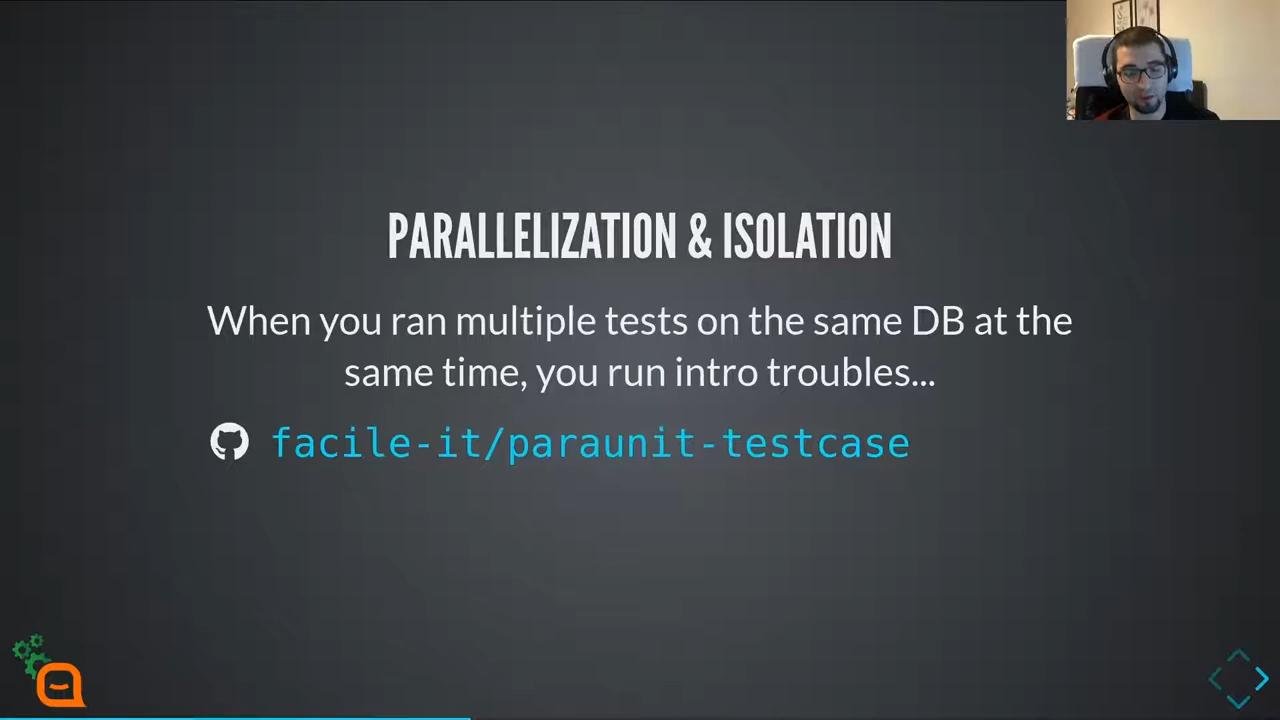 PARALLELIZATION & ISOLATION
When you ran multiple tests on the same DB at the
same time, you run intro troubles...
facile-it/paraunit-testcase